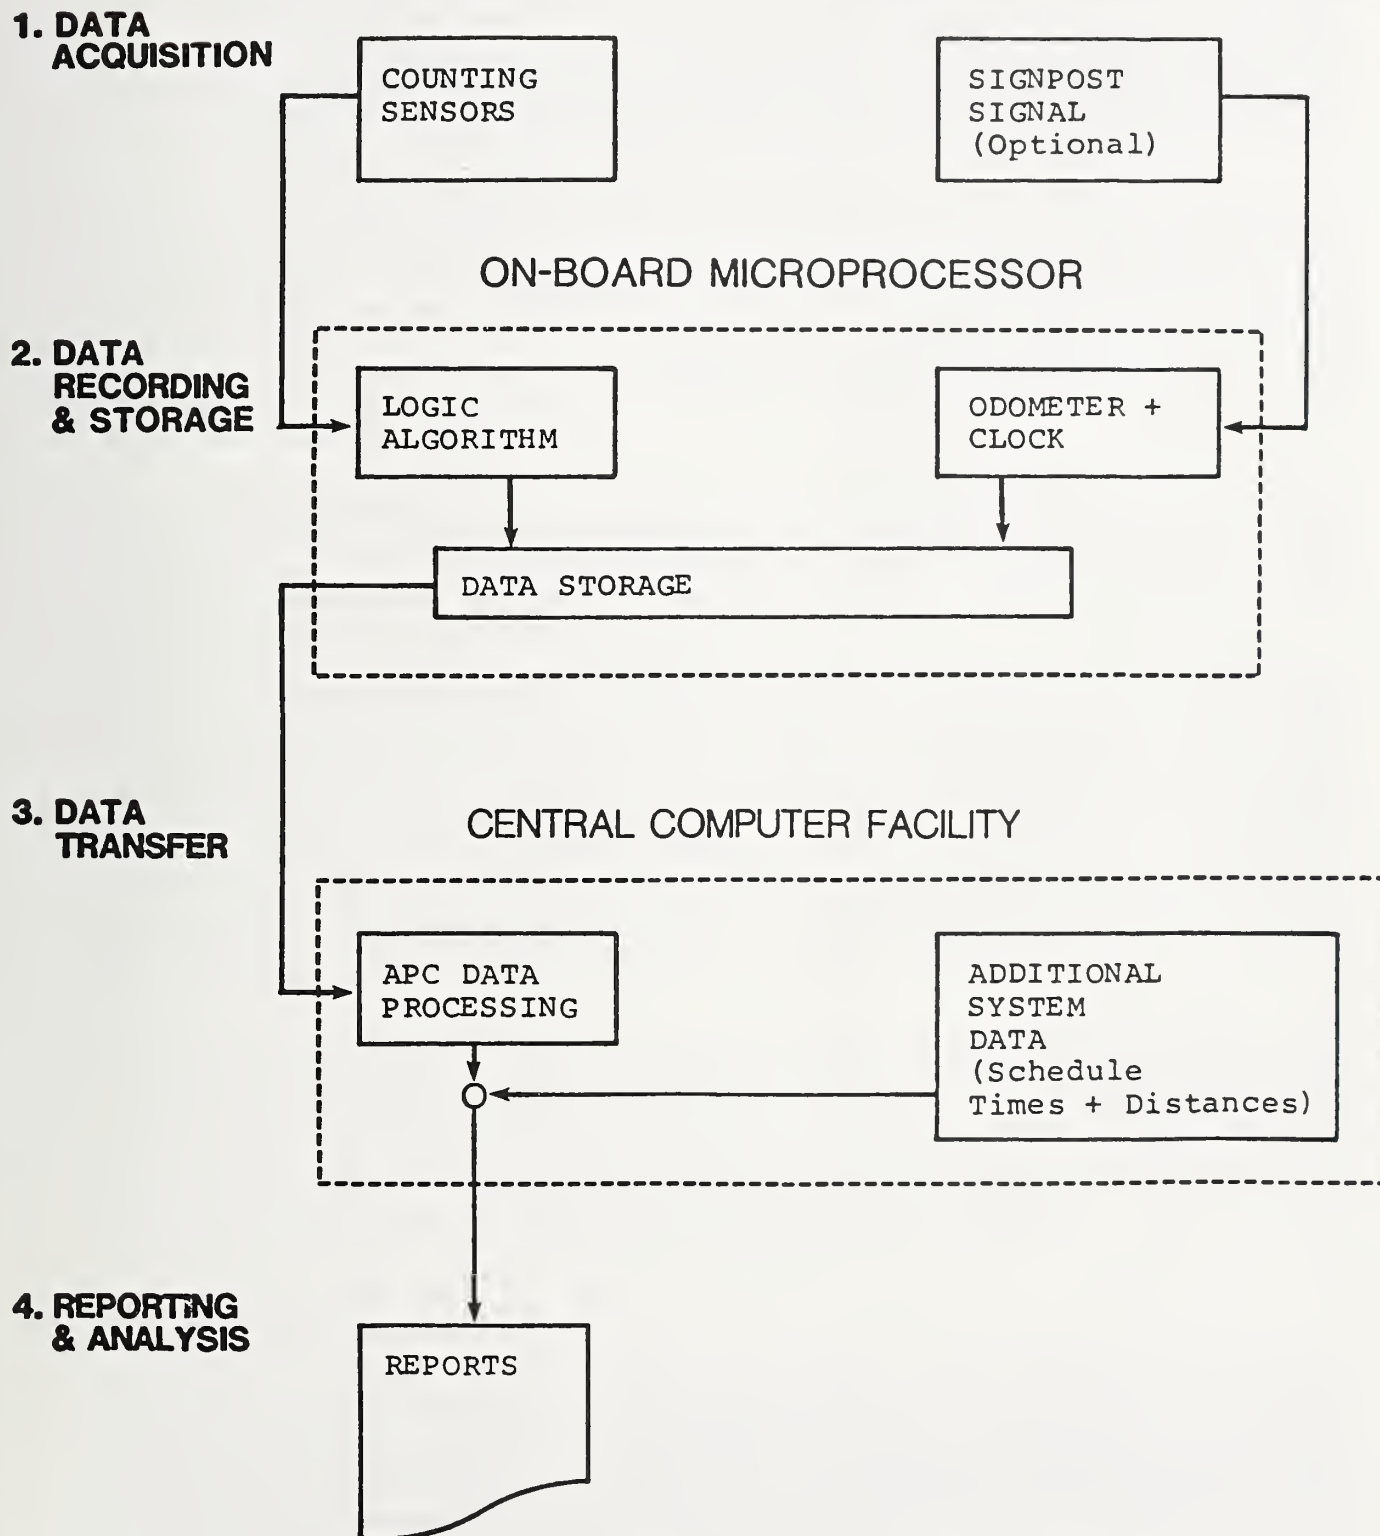 1. DATA
ACQUISITION
COUNTING
SENSORS
SIGNPOST
SIGNAL
(Optional)
ON-BOARD MICROPROCESSOR
2. DATA
RECORDING
& STORAGE
LOGIC
ALGORITHM
ODOMETER +
CLOCK
DATA STORAGE
3. DATA
TRANSFER
CENTRAL COMPUTER FACILITY
APC DATA
PROCESSING
ADDITIONAL
SYSTEM
DATA
(Schedule
Times + Distances)
4. REPORTING
& ANALYSIS
REPORTS